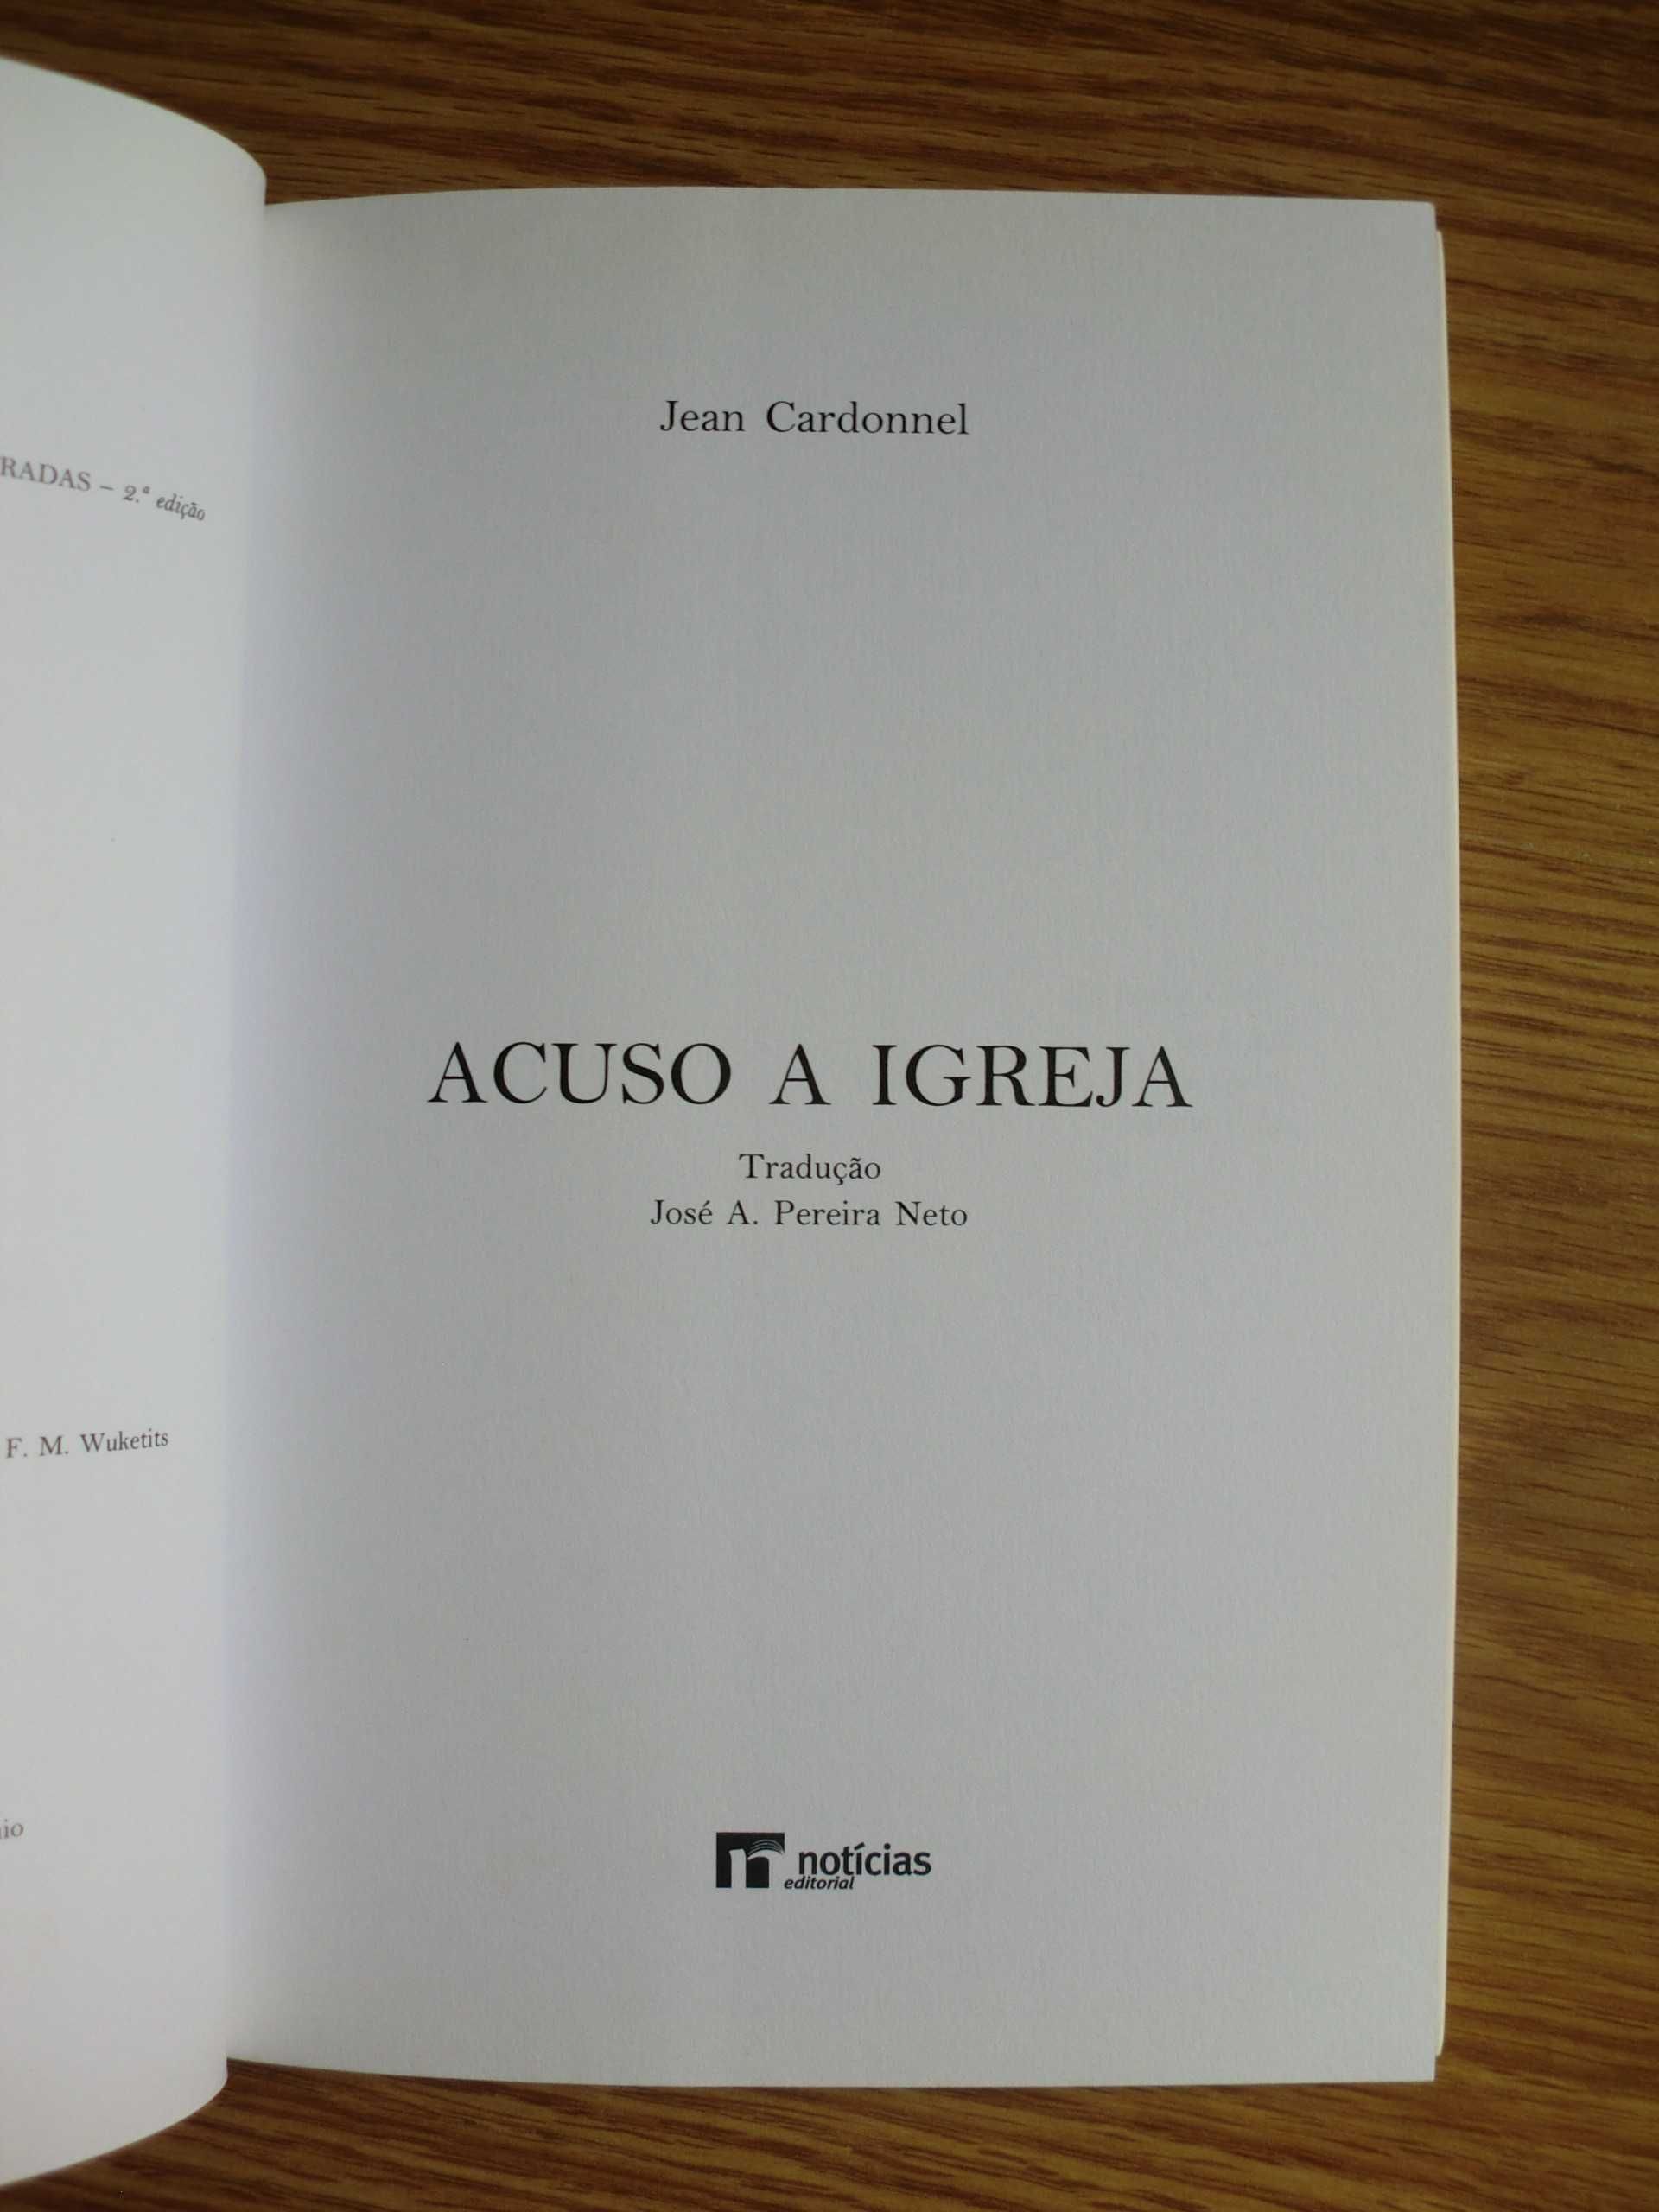 RADAS – 2.ª edição
F. M. Wuketits
Jean Cardonnel
ACUSO A IGREJA
Tradução
José A. Pereira Neto
notícias
editorial